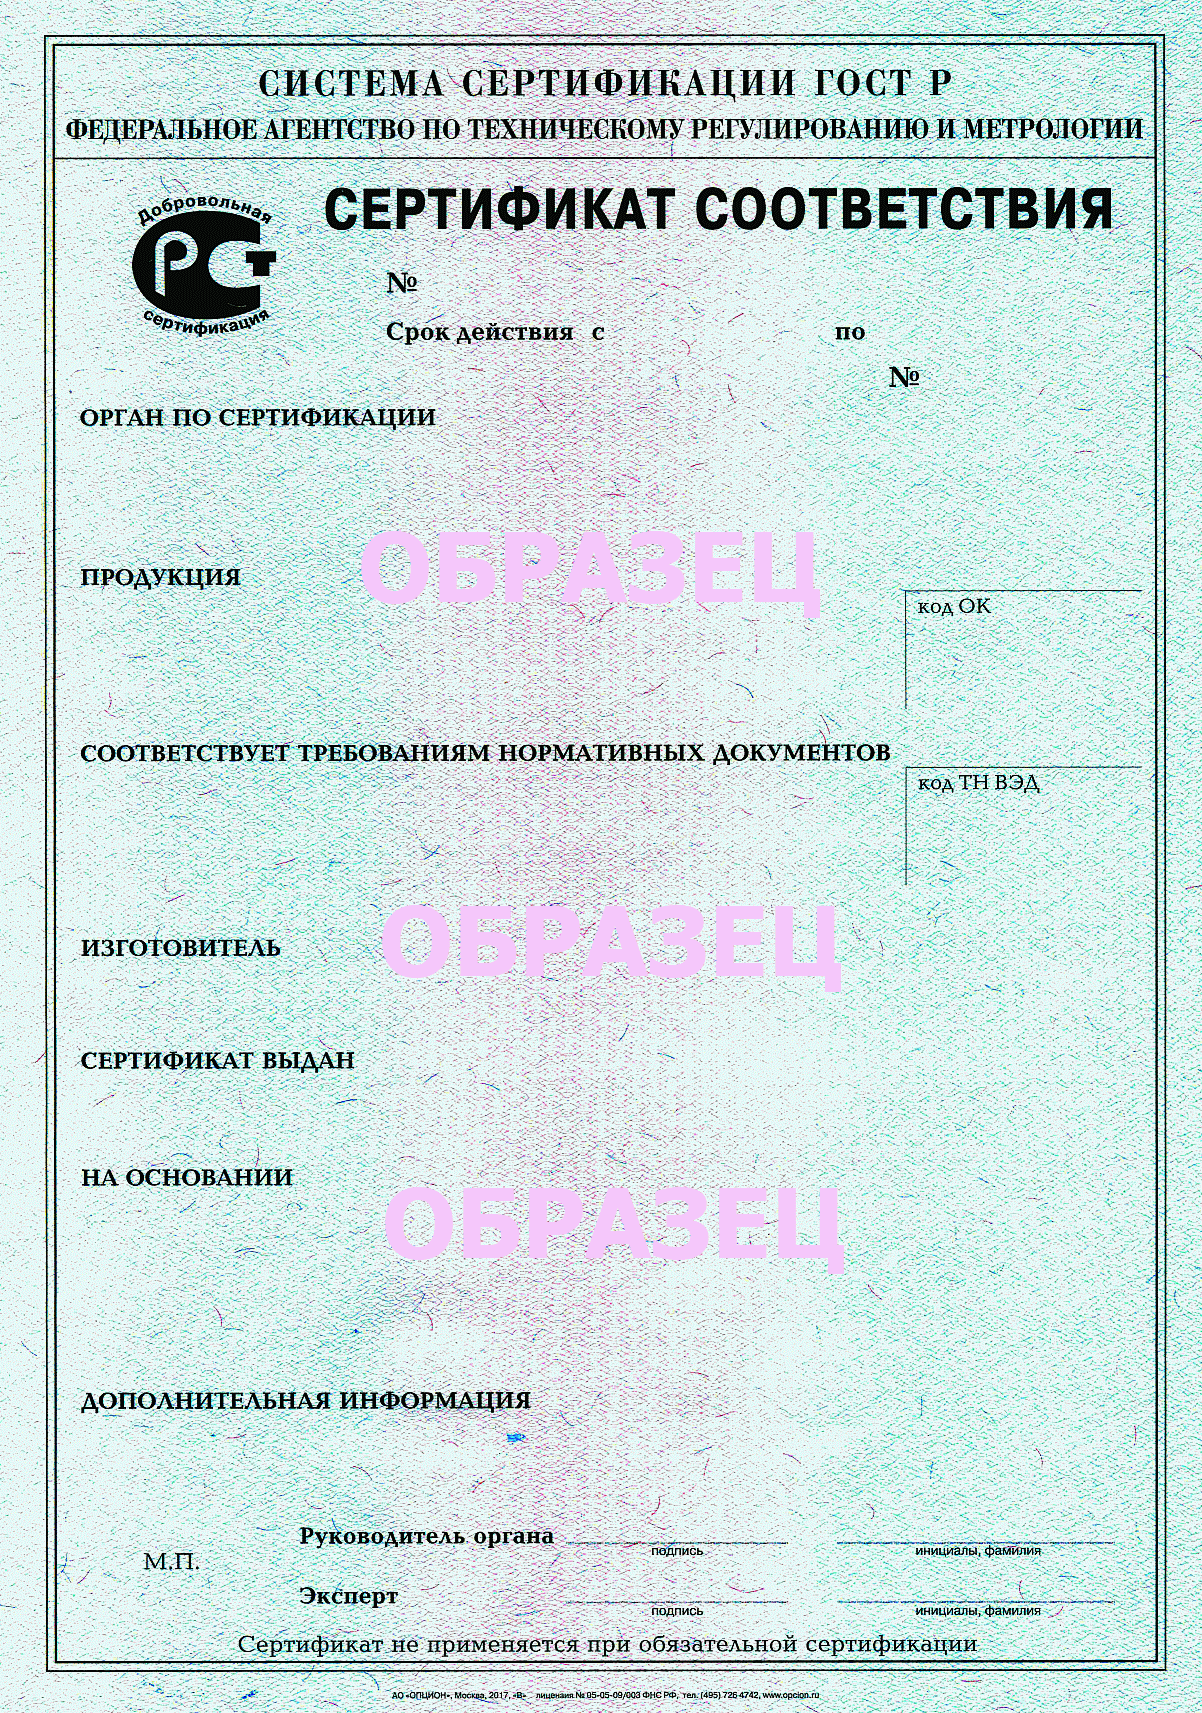 СИСТЕМА СЕРТИФИКАЦИИ ГОСТ Р
ФЕДЕРАЛЬНОЕ АГЕНТСТВО ПО ТЕХНИЧЕСКОМУ РЕГУЛИРОВАНИЮ И МЕТРОЛОГИИ
Добровольная
РСТ
сертификация
СЕРТИФИКАТ СООТВЕТСТВИЯ
№
Срок действия с по
№
ОРГАН ПО СЕРТИФИКАЦИИ
ОБРАЗЕЦ
ПРОДУКЦИЯ
код ОК
СООТВЕТСТВУЕТ ТРЕБОВАНИЯМ НОРМАТИВНЫХ ДОКУМЕНТОВ
код ТН ВЭД
ОБРАЗЕЦ
ИЗГОТОВИТЕЛЬ
СЕРТИФИКАТ ВЫДАН
НА ОСНОВАНИИ
ОБРАЗЕЦ
ДОПОЛНИТЕЛЬНАЯ ИНФОРМАЦИЯ
Руководитель органа
подпись инициалы, фамилия
М.П.
Эксперт
подпись инициалы, фамилия
Сертификат не применяется при обязательной сертификации
АО «ОПЦИОН», Москва, 2017, «В» лицензия № 05-05-09/003 ФНС РФ, тел. (495) 726 4742, www.opcion.ru